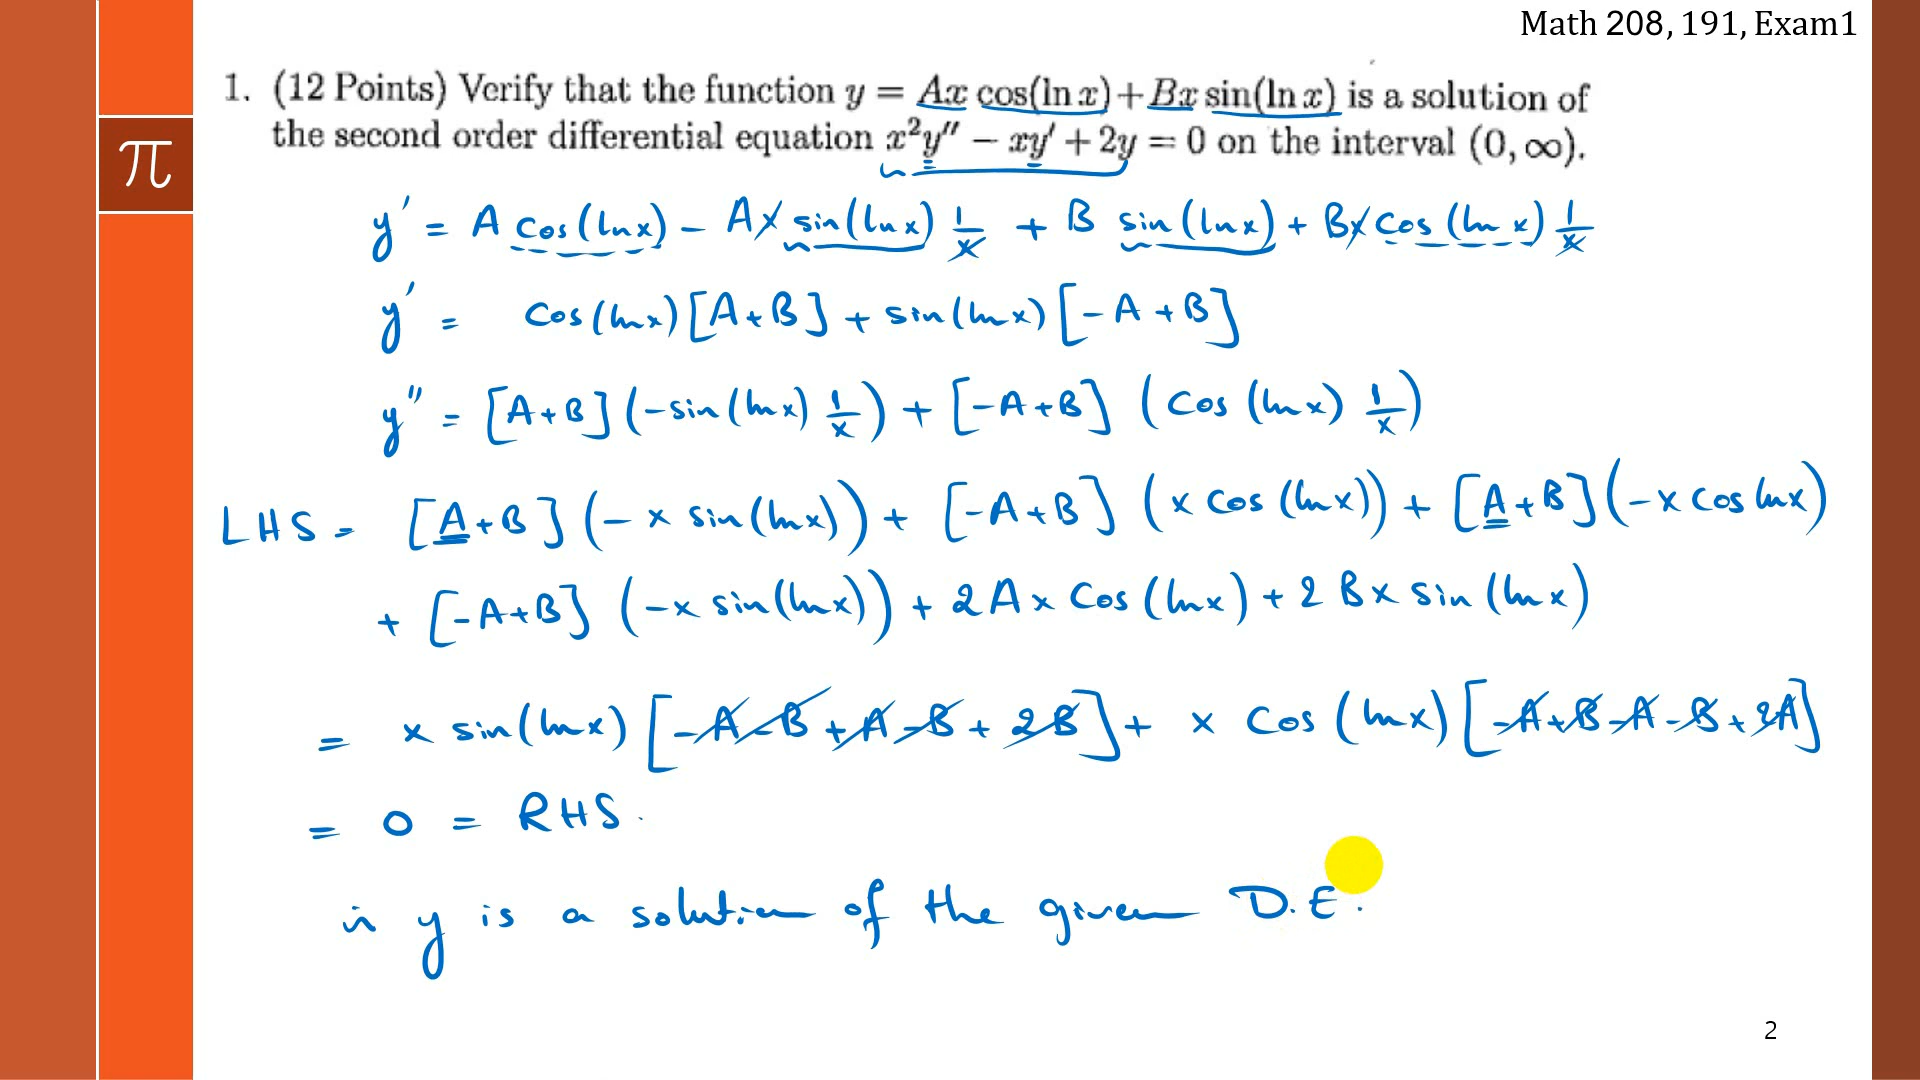 Math 208, 191, Exam1
1. (12 Points) Verify that the function y = Ax cos(ln x)+Bx sin(ln x) is a solution of
the second order differential equation x²y″ − xy′ + 2y = 0 on the interval (0, ∞).
π
y' = A cos(ln x) − Ax sin(ln x) 1/x + B sin(ln x) + Bx cos(ln x) 1/x
y' = cos(ln x)[A+B] + sin(ln x)[−A+B]
y″ = [A+B](−sin(ln x) 1/x) + [−A+B] (cos(ln x) 1/x)
LHS = [A+B](−x sin(ln x)) + [−A+B] (x cos(ln x)) + [A+B](−x cos ln x)
+ [−A+B] (−x sin(ln x)) + 2Ax cos(ln x) + 2Bx sin(ln x)
= x sin(ln x) [−A−B+A−B+2B] + x cos(ln x)[−A+B−A−B+2A]
= 0 = RHS.
y is a solution of the given D.E.
2